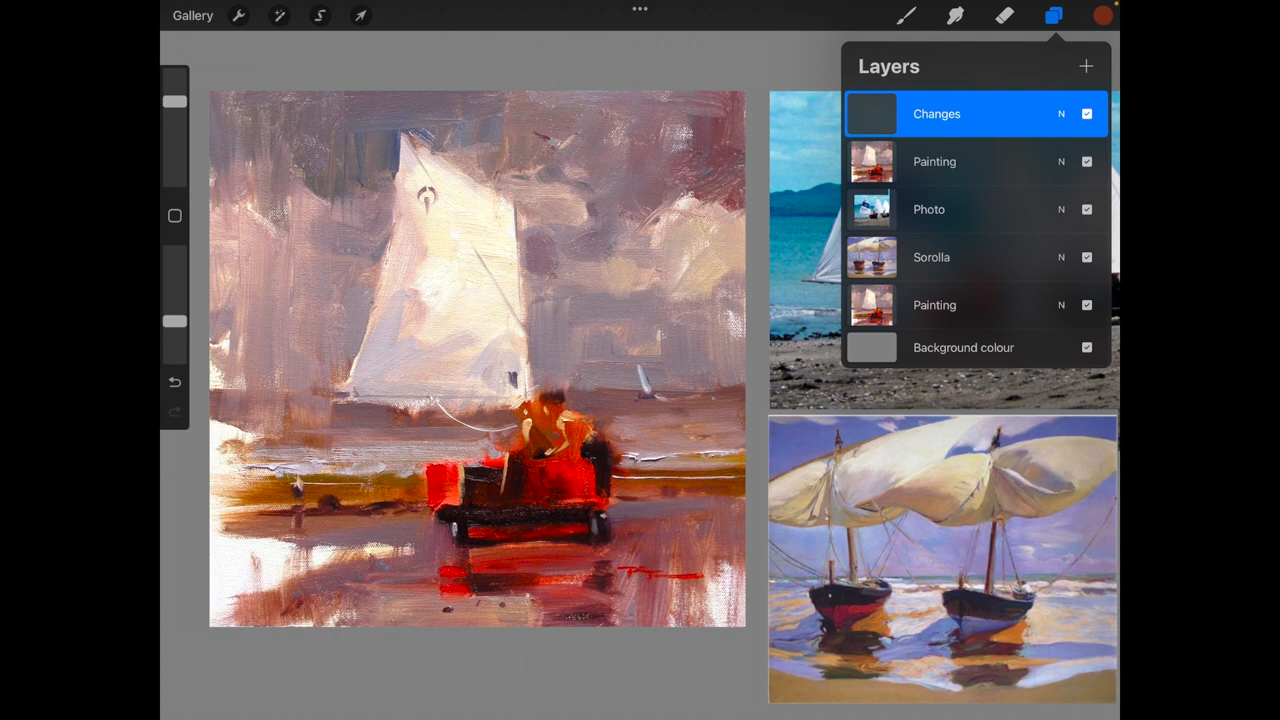 Gallery
Layers
Changes N
Painting N
Photo N
Sorolla N
Painting N
Background colour